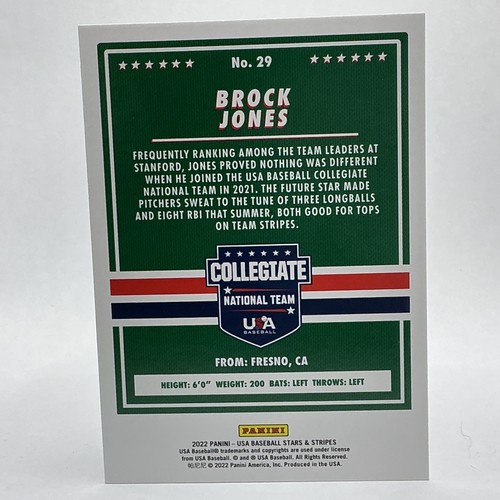 No. 29
BROCK
JONES
FREQUENTLY RANKING AMONG THE TEAM LEADERS AT
STANFORD, JONES PROVED NOTHING WAS DIFFERENT
WHEN HE JOINED THE USA BASEBALL COLLEGIATE
NATIONAL TEAM IN 2021. THE FUTURE STAR MADE
PITCHERS SWEAT TO THE TUNE OF THREE LONGBALLS
AND EIGHT RBI THAT SUMMER, BOTH GOOD FOR TOPS
ON TEAM STRIPES.
COLLEGIATE
NATIONAL TEAM
USA
BASEBALL
FROM: FRESNO, CA
HEIGHT: 6'0" WEIGHT: 200 BATS: LEFT THROWS: LEFT
PANINI
2022 PANINI – USA BASEBALL STARS & STRIPES
USA Baseball® trademarks and copyrights are used under license
from USA Baseball. © and ® USA Baseball. All Rights Reserved.
帕尼尼 © 2022 Panini America, Inc. Produced in the USA.